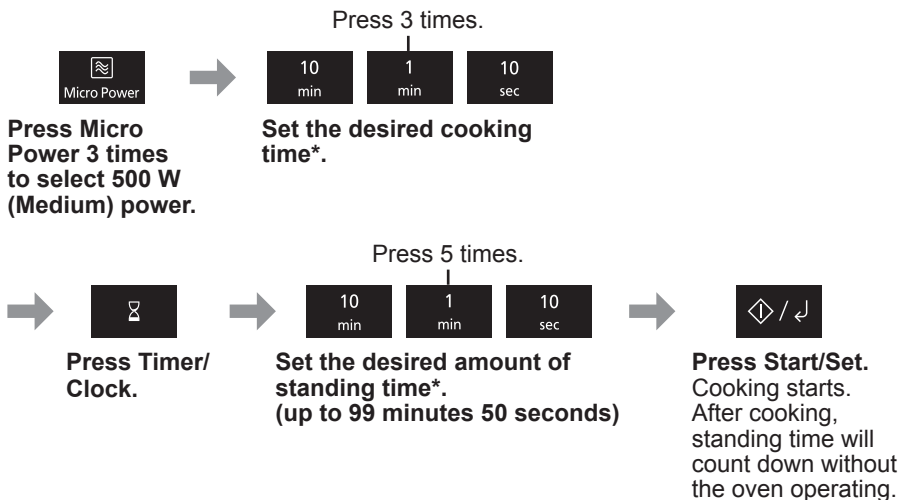 Press 3 times.
Micro Power
10
min
1
min
10
sec
Press Micro
Power 3 times
to select 500 W
(Medium) power.
Set the desired cooking
time*.
Press 5 times.
10
min
1
min
10
sec
/
Press Timer/
Clock.
Set the desired amount of
standing time*.
(up to 99 minutes 50 seconds)
Press Start/Set.
Cooking starts.
After cooking,
standing time will
count down without
the oven operating.